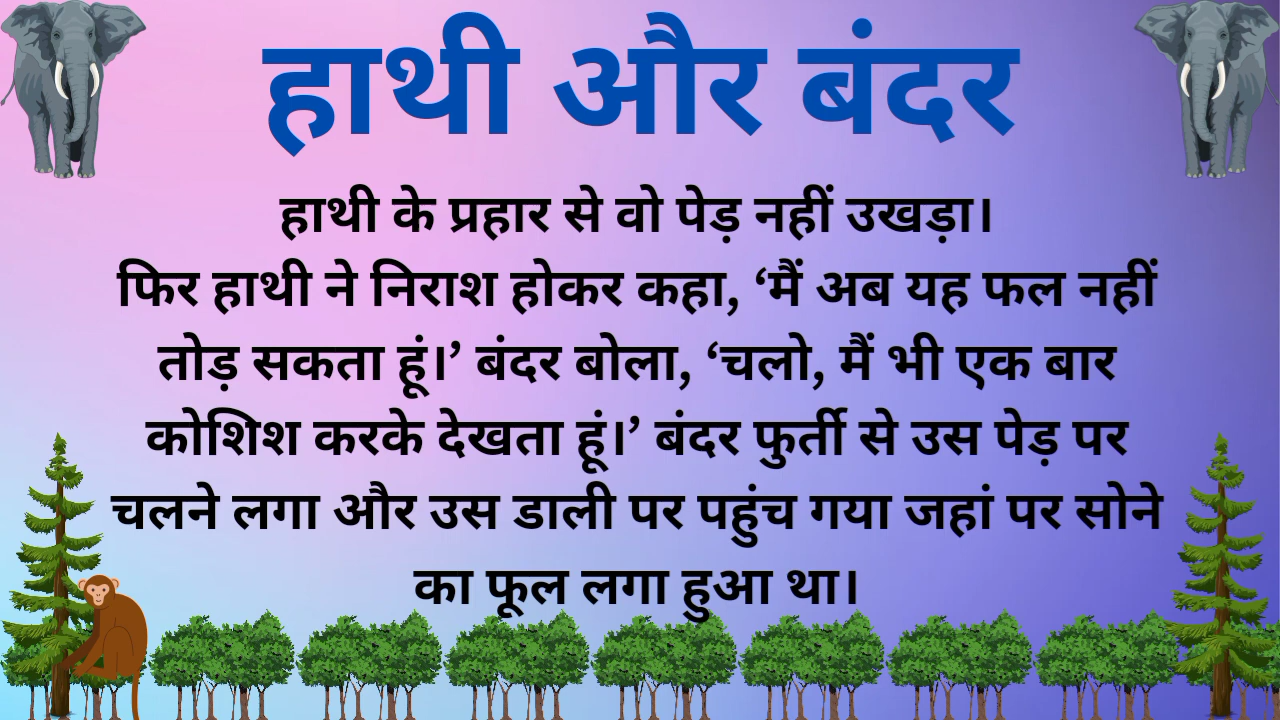 हाथी और बंदर
हाथी के प्रहार से वो पेड़ नहीं उखड़ा।
फिर हाथी ने निराश होकर कहा, ‘मैं अब यह फल नहीं
तोड़ सकता हूं।’ बंदर बोला, ‘चलो, मैं भी एक बार
कोशिश करके देखता हूं।’ बंदर फुर्ती से उस पेड़ पर
चलने लगा और उस डाली पर पहुंच गया जहां पर सोने
का फूल लगा हुआ था।